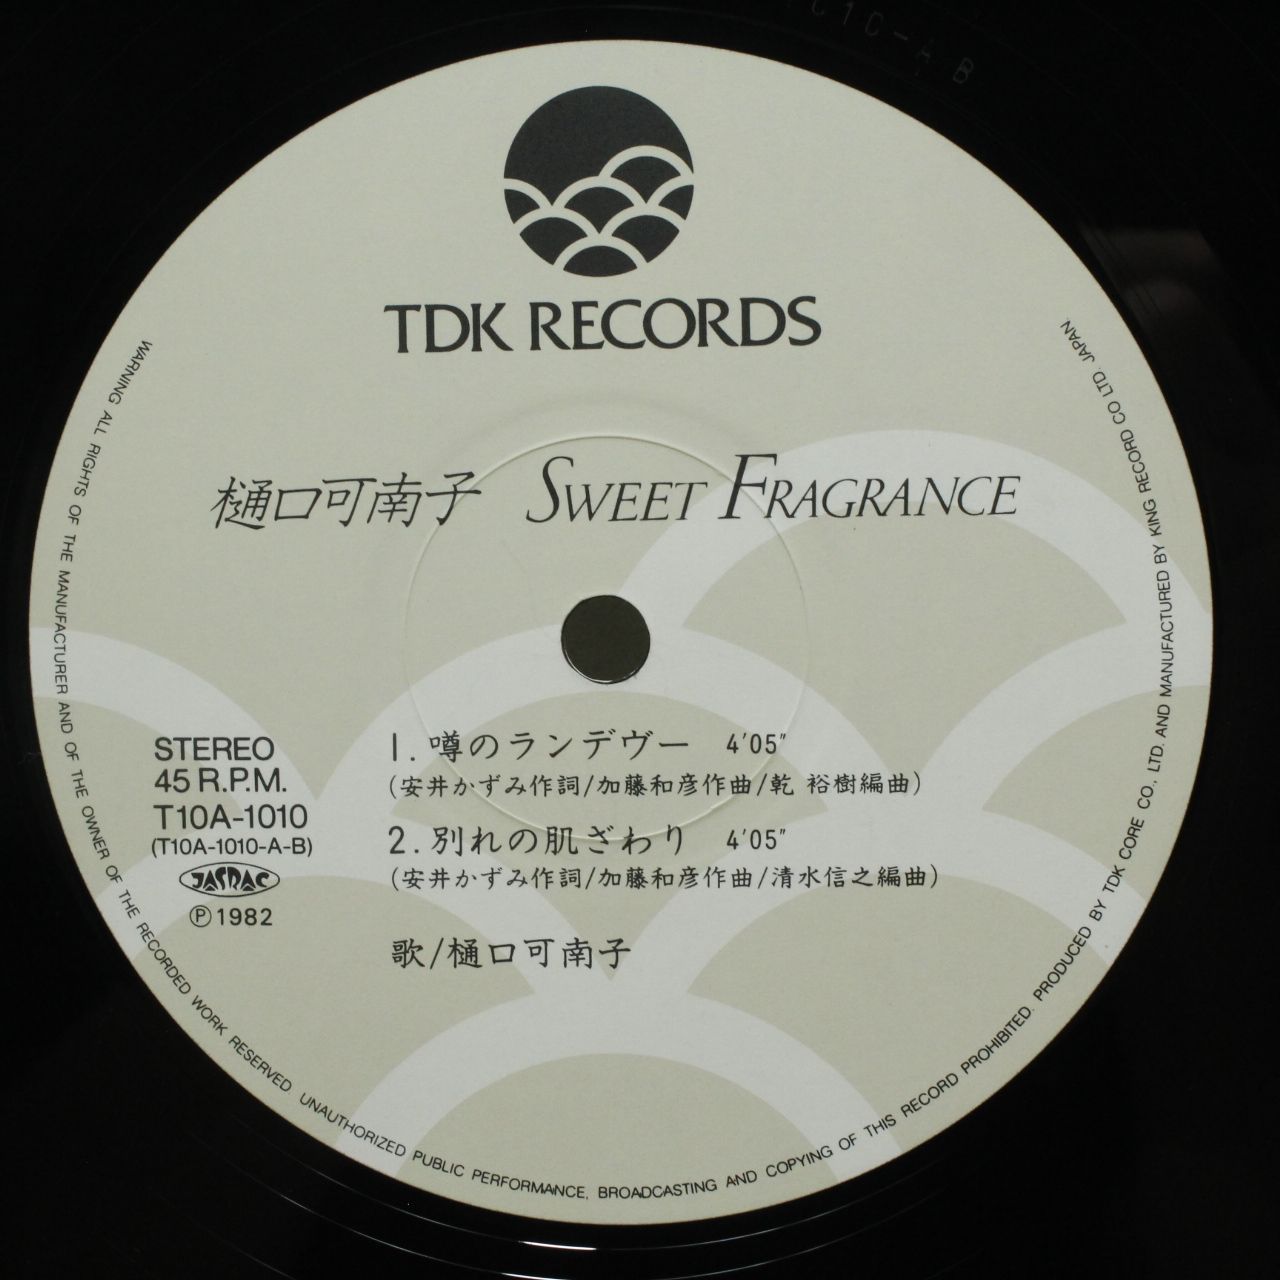 1010-A B
TDK RECORDS
樋口可南子 SWEET FRAGRANCE
STEREO
45 R.P.M.
T10A-1010
(T10A-1010-A-B)
JASRAC
Ⓟ1982
1. 噂のランデヴー 4'05"
(安井かずみ作詞/加藤和彦作曲/乾 裕樹編曲)
2. 別れの肌ざわり 4'05"
(安井かずみ作詞/加藤和彦作曲/清水信之編曲)
歌/樋口可南子
WARNING ALL RIGHTS OF THE MANUFACTURER AND OF THE OWNER OF THE RECORDED WORK RESERVED UNAUTHORIZED PUBLIC PERFORMANCE, BROADCASTING AND COPYING OF THIS RECORD PROHIBITED. PRODUCED BY TDK CORE CO., LTD. AND MANUFACTURED BY KING RECORD CO LTD. JAPAN.